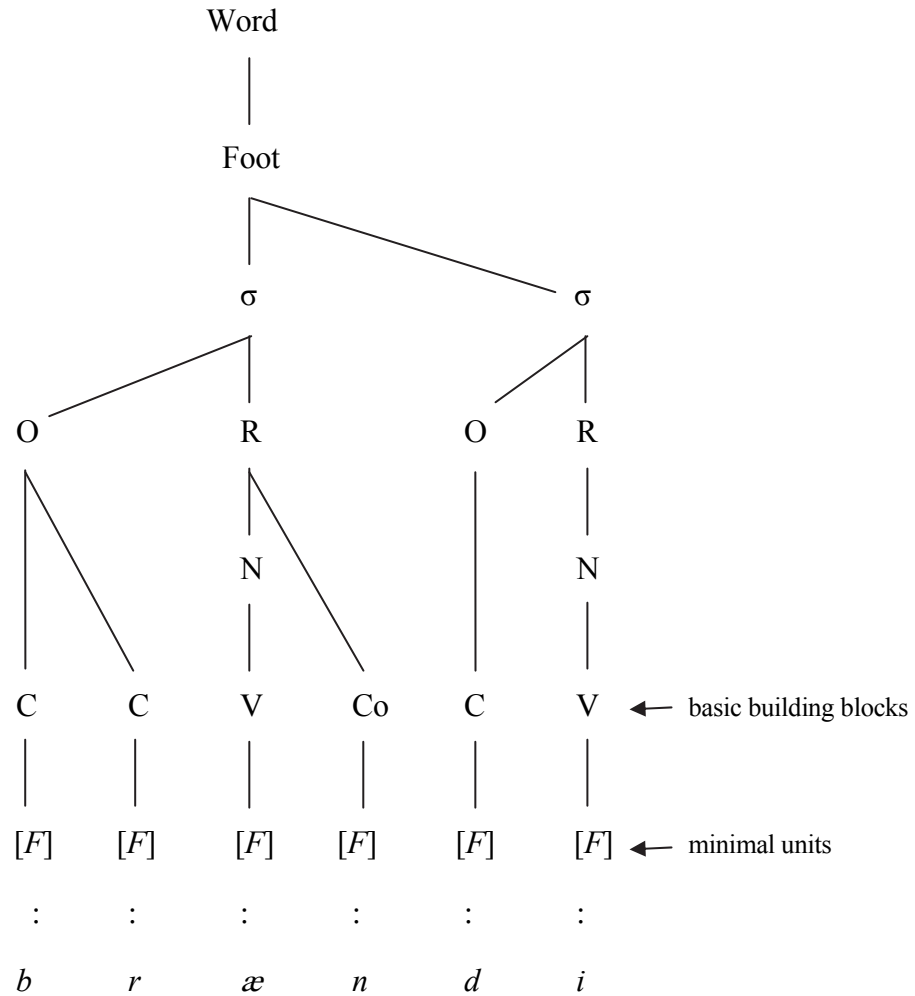 Word
Foot
σ σ
O R O R
N N
C C V Co C V basic building blocks
[F] [F] [F] [F] [F] [F] minimal units
: : : : : :
b r æ n d i